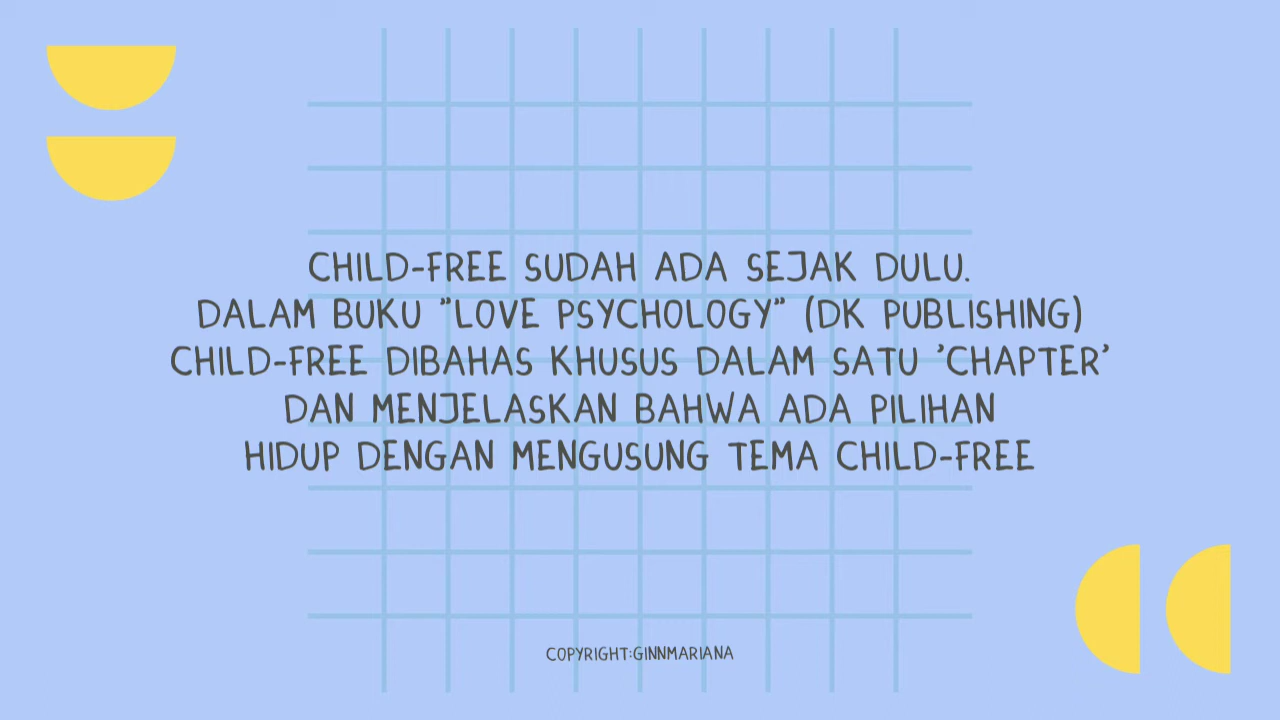 CHILD-FREE SUDAH ADA SEJAK DULU.
DALAM BUKU "LOVE PSYCHOLOGY" (DK PUBLISHING)
CHILD-FREE DIBAHAS KHUSUS DALAM SATU 'CHAPTER'
DAN MENJELASKAN BAHWA ADA PILIHAN
HIDUP DENGAN MENGUSUNG TEMA CHILD-FREE
COPYRIGHT:GINNMARIANA